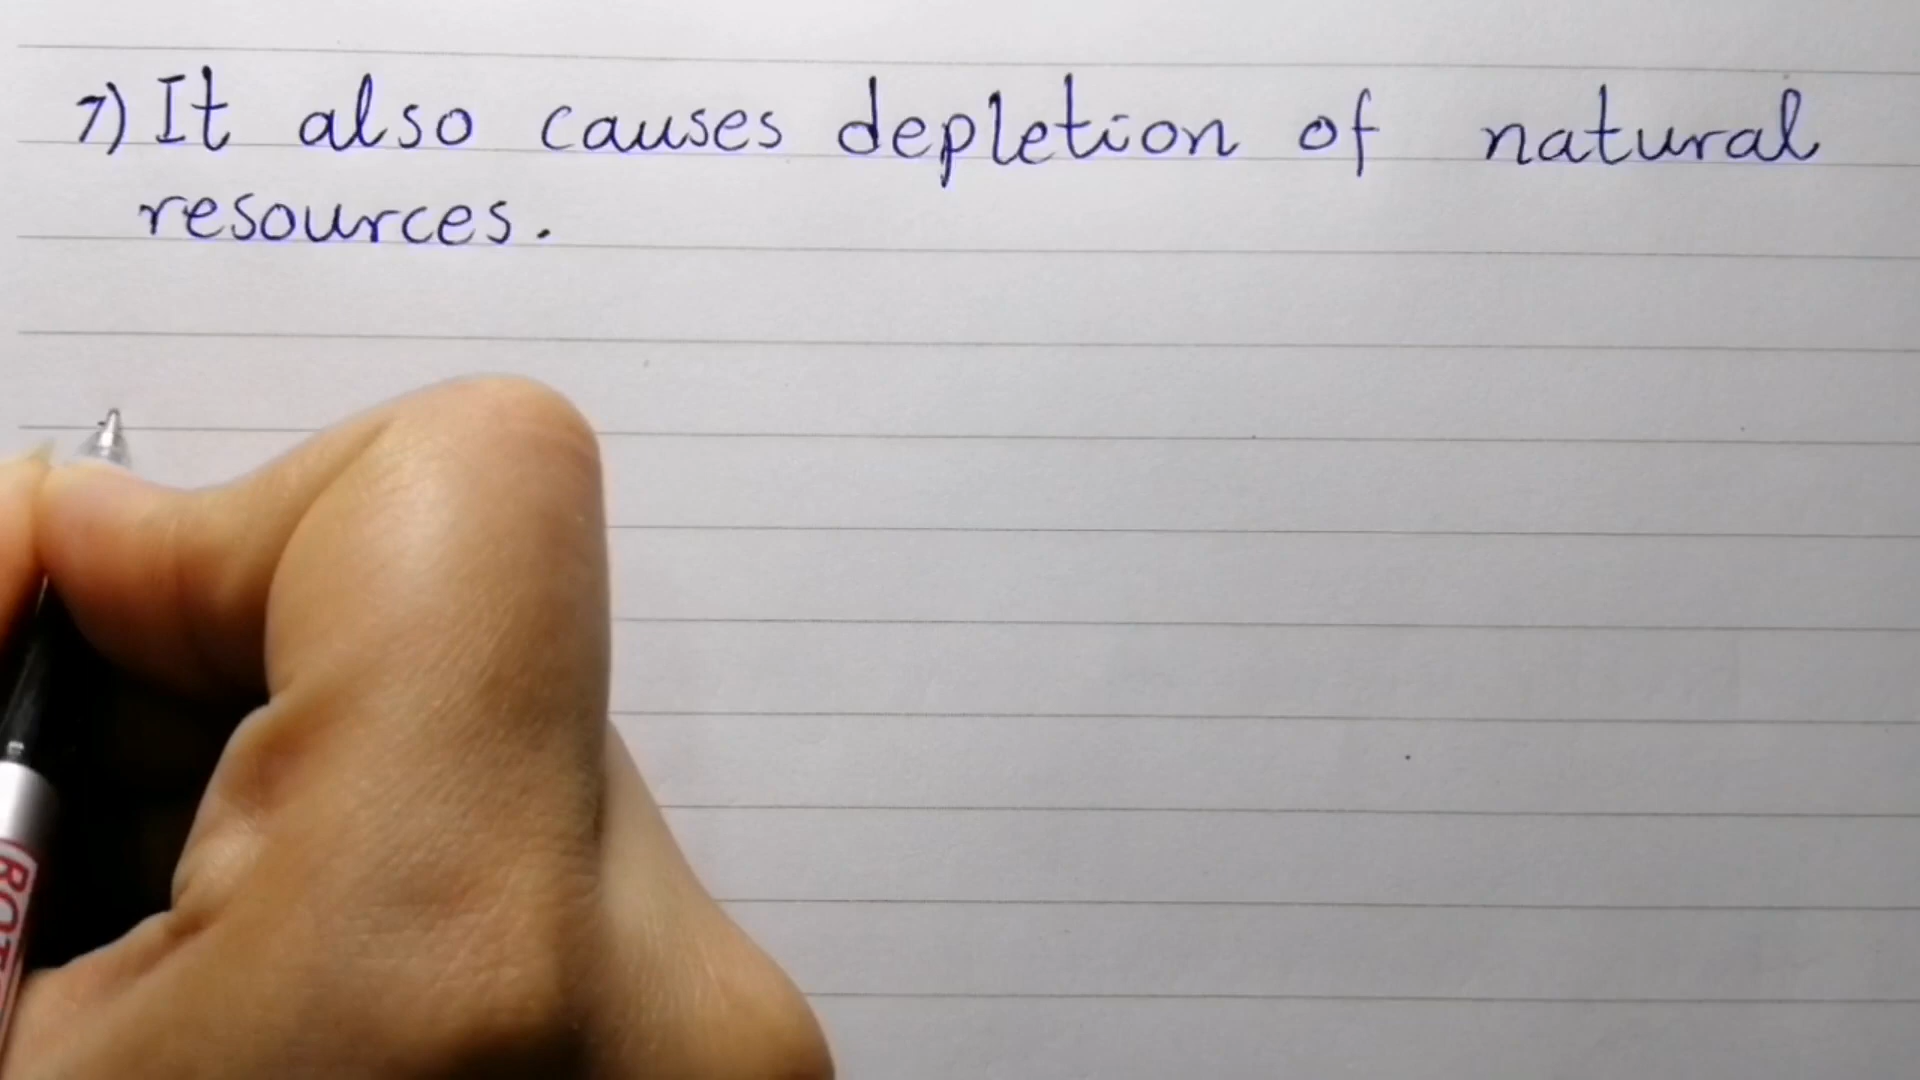 7) It also causes depletion of natural
resources.